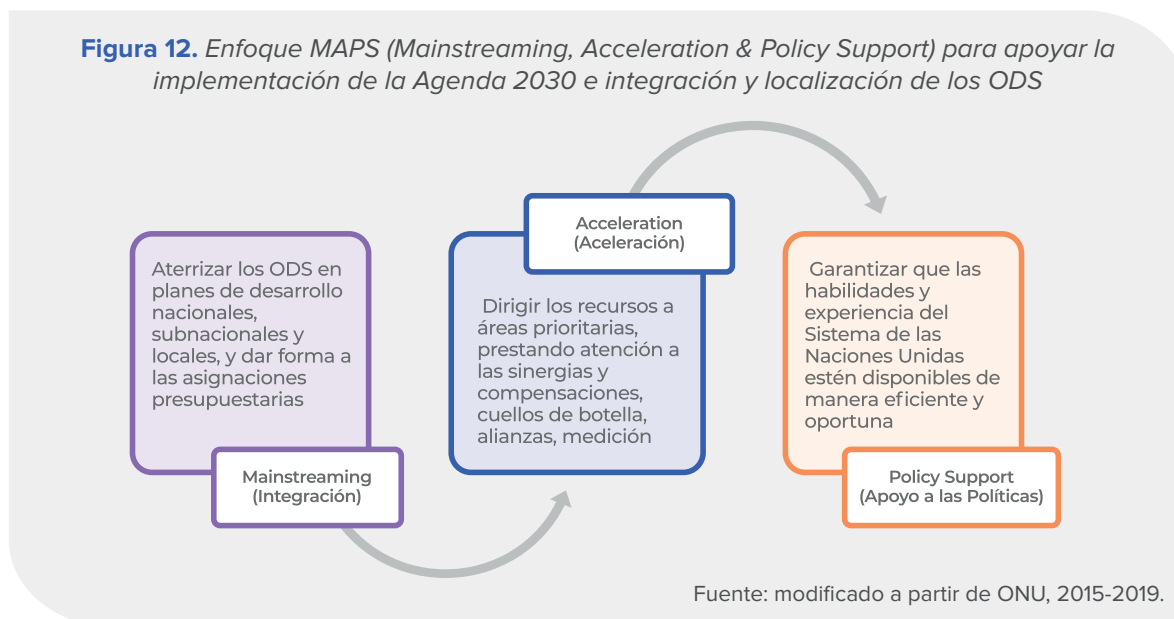 Figura 12. Enfoque MAPS (Mainstreaming, Acceleration & Policy Support) para apoyar la
implementación de la Agenda 2030 e integración y localización de los ODS
Aterrizar los ODS en
planes de desarrollo
nacionales,
subnacionales y
locales, y dar forma a
las asignaciones
presupuestarias
Mainstreaming
(Integración)
Acceleration
(Aceleración)
Dirigir los recursos a
áreas prioritarias,
prestando atención a
las sinergias y
compensaciones,
cuellos de botella,
alianzas, medición
Garantizar que las
habilidades y
experiencia del
Sistema de las
Naciones Unidas
estén disponibles de
manera eficiente y
oportuna
Policy Support
(Apoyo a las Políticas)
Fuente: modificado a partir de ONU, 2015-2019.